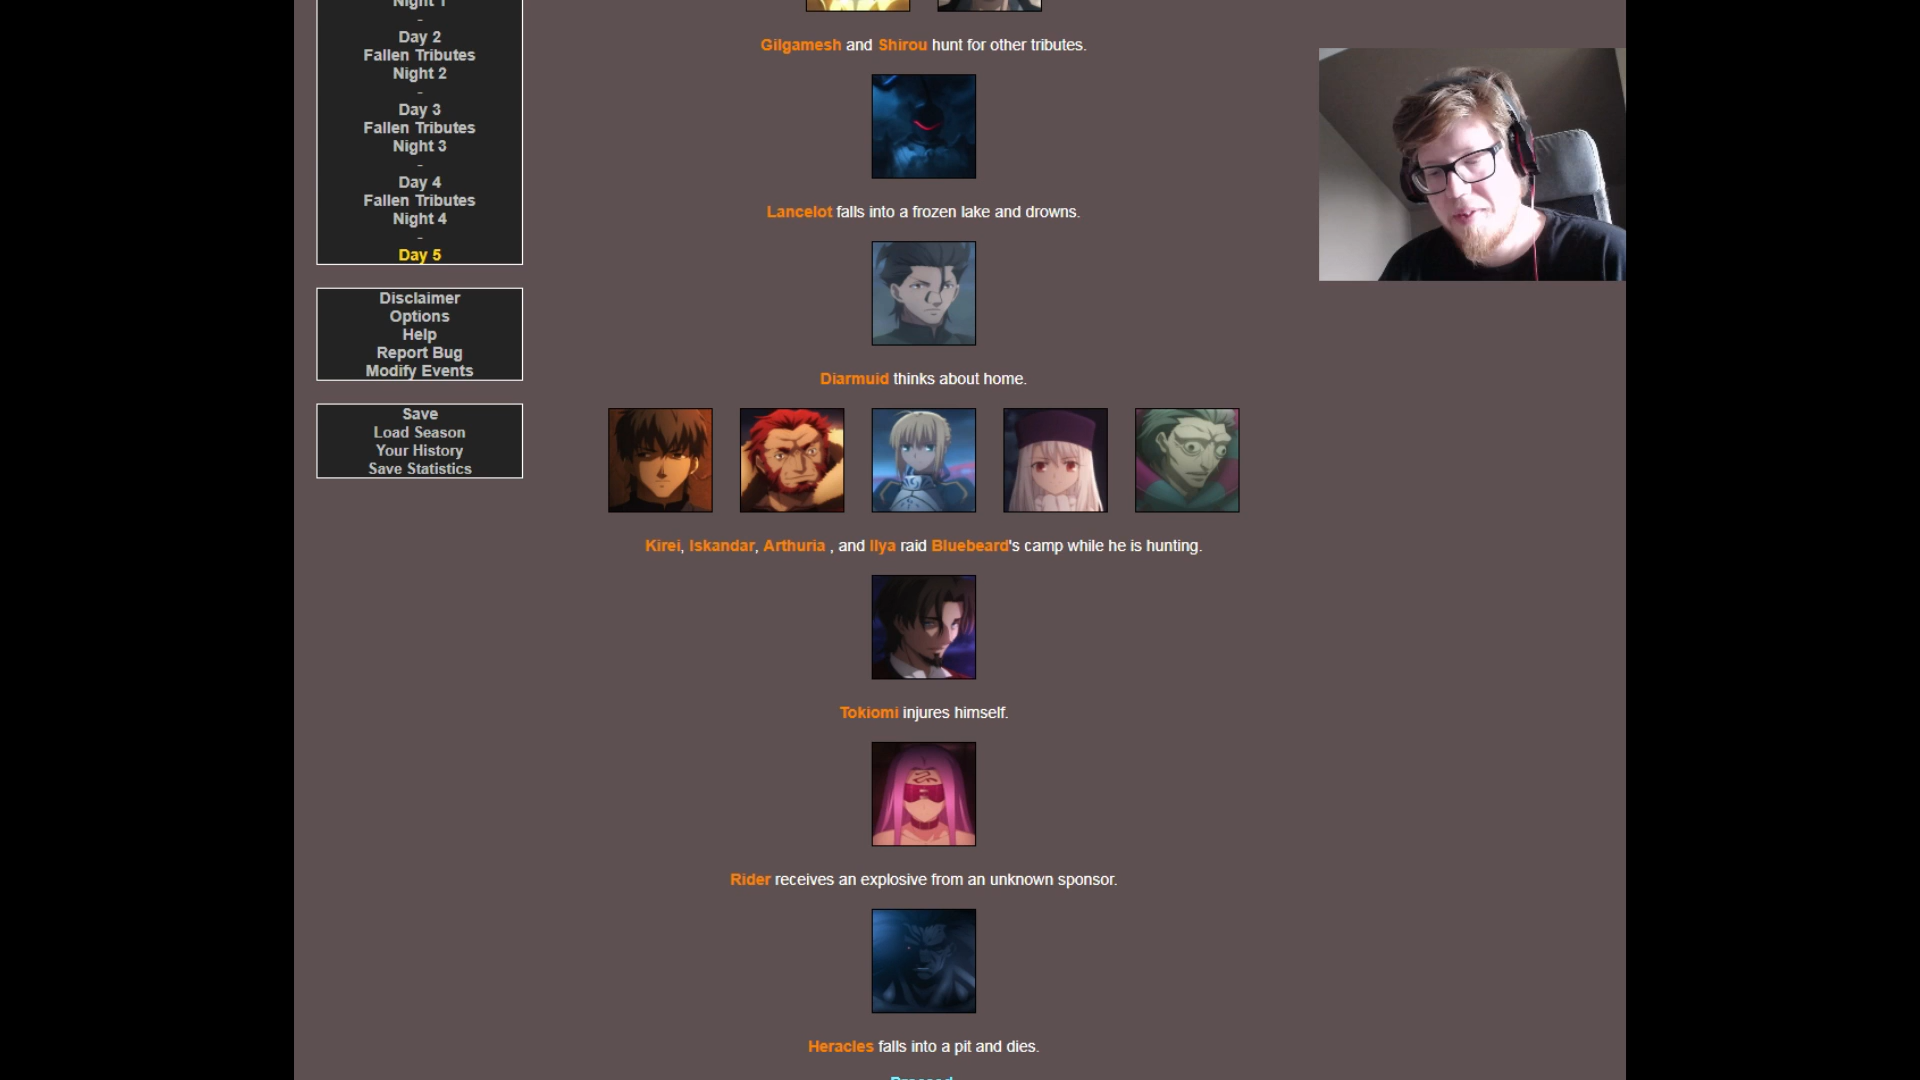 Night 1
-
Day 2
Fallen Tributes
Night 2
-
Day 3
Fallen Tributes
Night 3
-
Day 4
Fallen Tributes
Night 4
-
Day 5
Disclaimer
Options
Help
Report Bug
Modify Events
Save
Load Season
Your History
Save Statistics
Gilgamesh and Shirou hunt for other tributes.
Lancelot falls into a frozen lake and drowns.
Diarmuid thinks about home.
Kirei, Iskandar, Arthuria , and Ilya raid Bluebeard's camp while he is hunting.
Tokiomi injures himself.
Rider receives an explosive from an unknown sponsor.
Heracles falls into a pit and dies.
Proceed